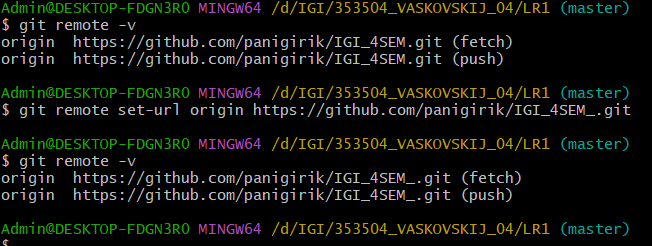 Admin@DESKTOP-FDGN3R0 MINGW64 /d/IGI/353504_VASKOVSKIJ_04/LR1 (master)
$ git remote -v
origin  https://github.com/panigirik/IGI_4SEM.git (fetch)
origin  https://github.com/panigirik/IGI_4SEM.git (push)
Admin@DESKTOP-FDGN3R0 MINGW64 /d/IGI/353504_VASKOVSKIJ_04/LR1 (master)
$ git remote set-url origin https://github.com/panigirik/IGI_4SEM_.git
Admin@DESKTOP-FDGN3R0 MINGW64 /d/IGI/353504_VASKOVSKIJ_04/LR1 (master)
$ git remote -v
origin  https://github.com/panigirik/IGI_4SEM_.git (fetch)
origin  https://github.com/panigirik/IGI_4SEM_.git (push)
Admin@DESKTOP-FDGN3R0 MINGW64 /d/IGI/353504_VASKOVSKIJ_04/LR1 (master)
$